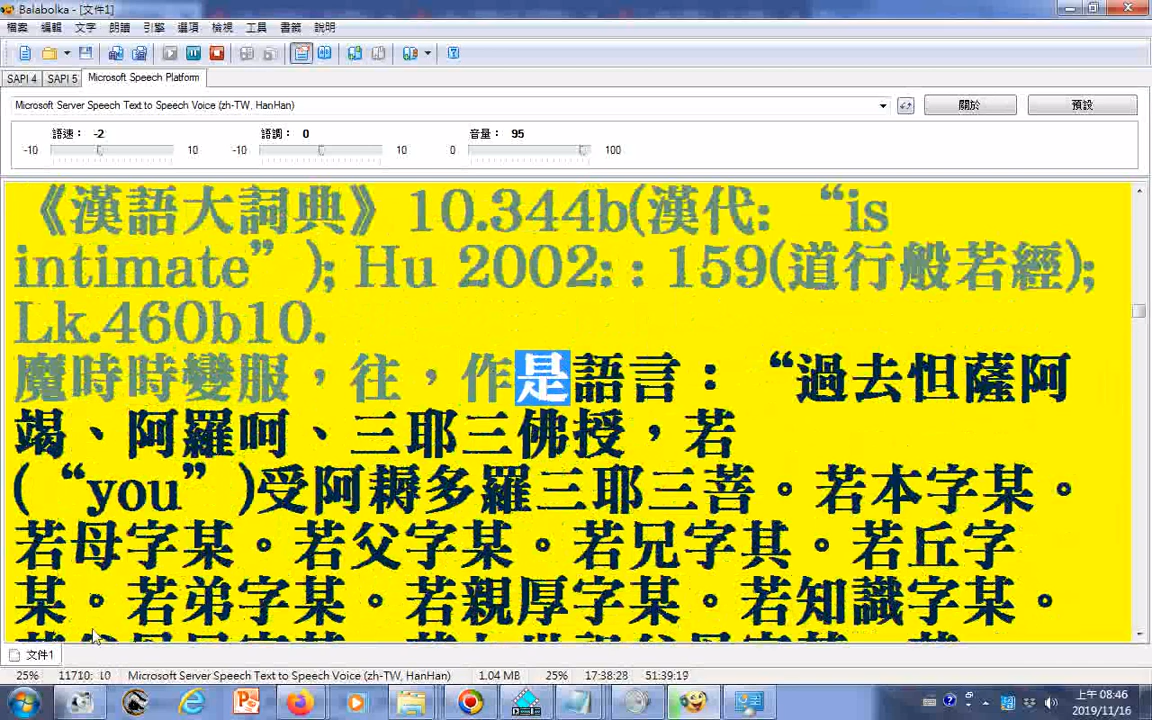 Balabolka - [文件1]
檔案 編輯 文字 朗讀 引擎 選項 檢視 工具 書籤 說明
SAPI 4 SAPI 5 Microsoft Speech Platform
Microsoft Server Speech Text to Speech Voice (zh-TW, HanHan) 關於 預設
語速： -2 語調： 0 音量： 95
-10 10 -10 10 0 100
《漢語大詞典》10.344b(漢代: “is
intimate”); Hu 2002: : 159(道行般若經);
Lk.460b10.
魔時時變服，往，作是語言：“過去怛薩阿
竭、阿羅呵、三耶三佛授，若
(“you”)受阿耨多羅三耶三菩。若本字某。
若母字某。若父字某。若兄字其。若丘字
某。若弟字某。若親厚字某。若知識字某。
文件1
25% 11710: 10 Microsoft Server Speech Text to Speech Voice (zh-TW, HanHan) 1.04 MB 25% 17:38:28 51:39:19
上午 08:46
2019/11/16